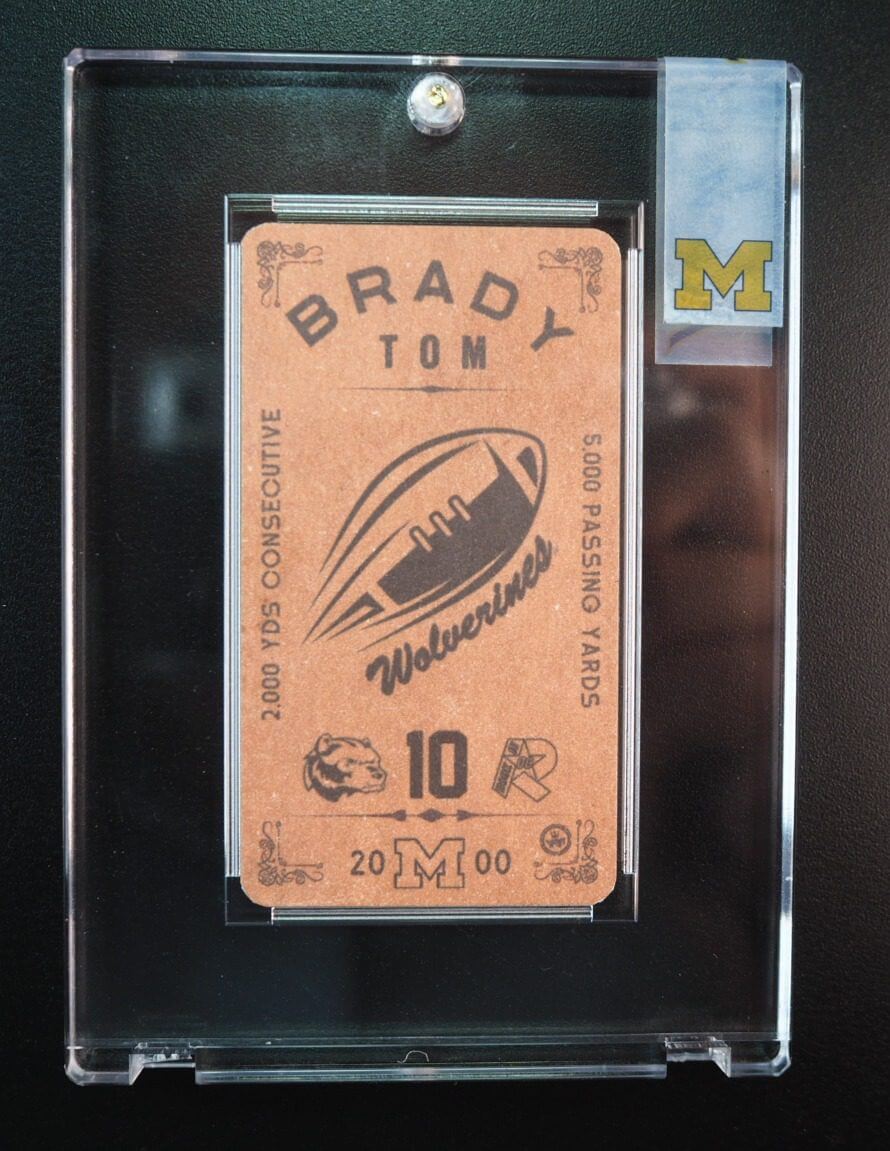 M
BRADY
TOM
2.000 YDS CONSECUTIVE
5.000 PASSING YARDS
Wolverines
10
R
20 M 00